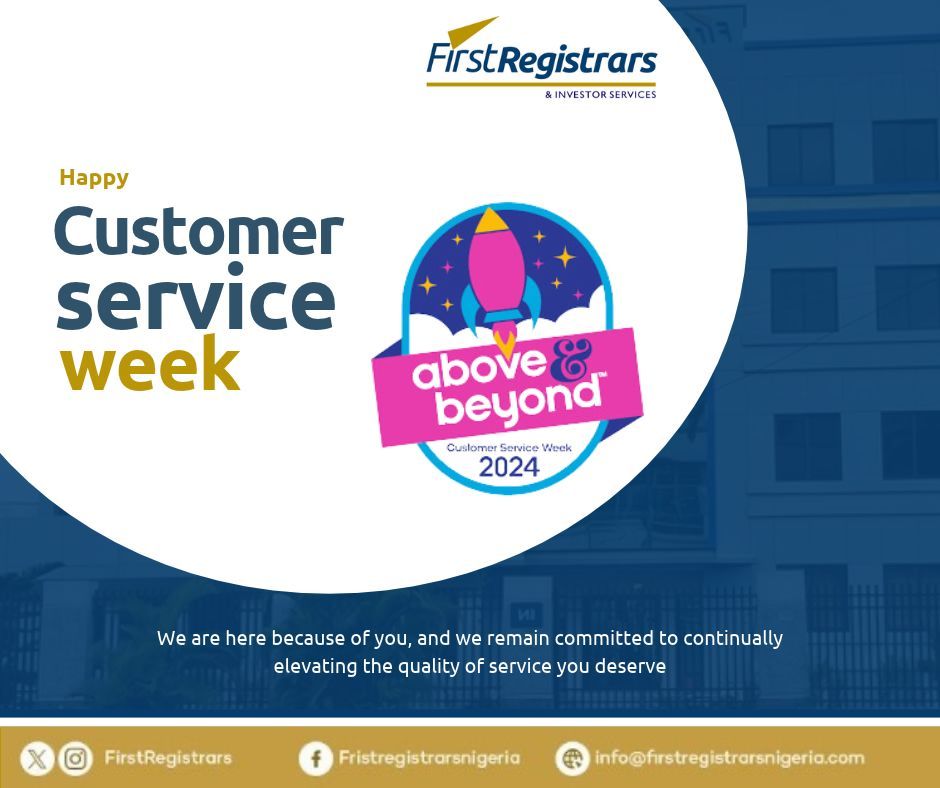 FirstRegistrars
& INVESTOR SERVICES
Happy
Customer
service
week
above &
beyond™
Customer Service Week
2024
We are here because of you, and we remain committed to continually
elevating the quality of service you deserve
FirstRegistrars
Fristregistrarsnigeria
info@firstregistrarsnigeria.com